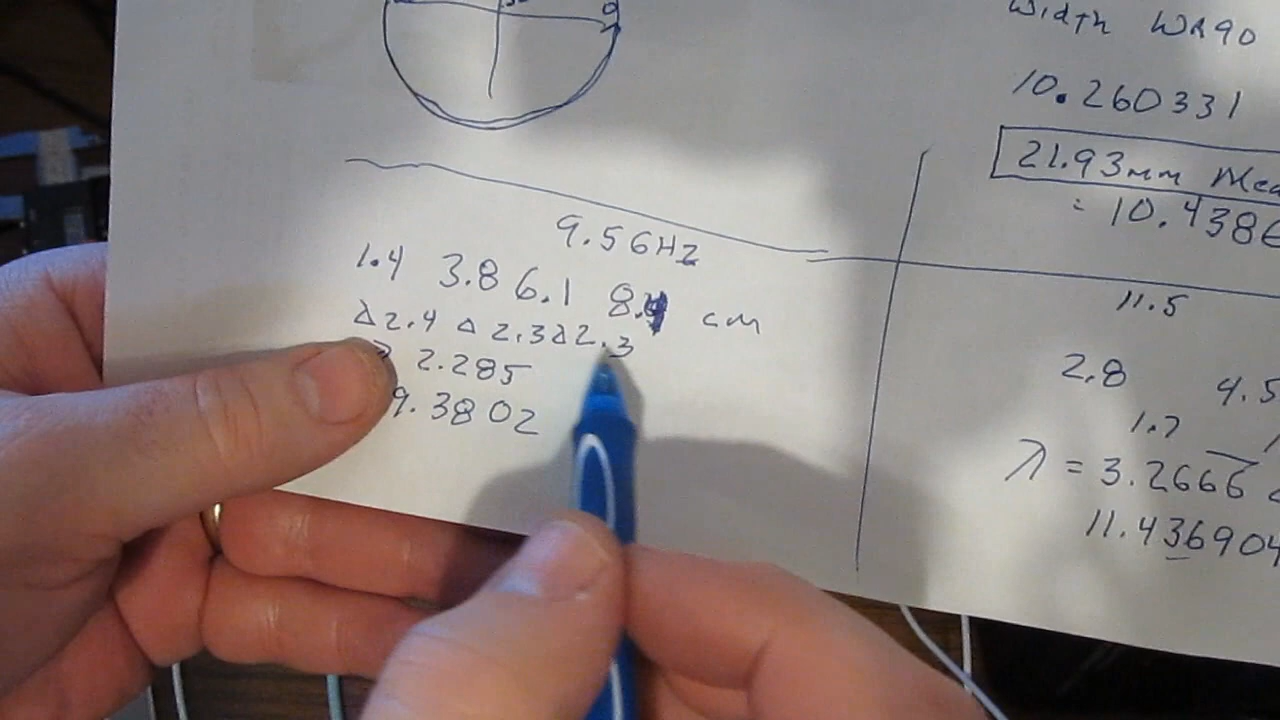 Width WR90
10.260331
21.93mm Mea
= 10.4386
9.5GHz
1.4 3.8 6.1 8.4 cm
Δ2.4 Δ2.3Δ2.3
2.285
9.3802
11.5
2.8 4.5
1.7
λ = 3.2666
11.436904